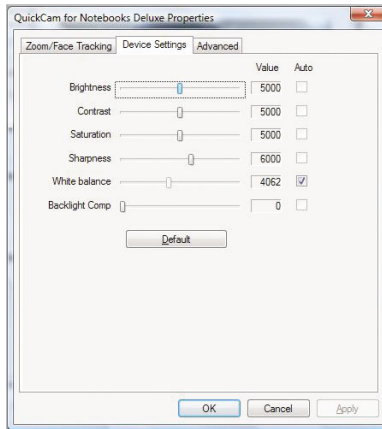 QuickCam for Notebooks Deluxe Properties
Zoom/Face Tracking Device Settings Advanced
Value Auto
Brightness 5000
Contrast 5000
Saturation 5000
Sharpness 6000
White balance 4062
Backlight Comp 0
Default
OK Cancel Apply